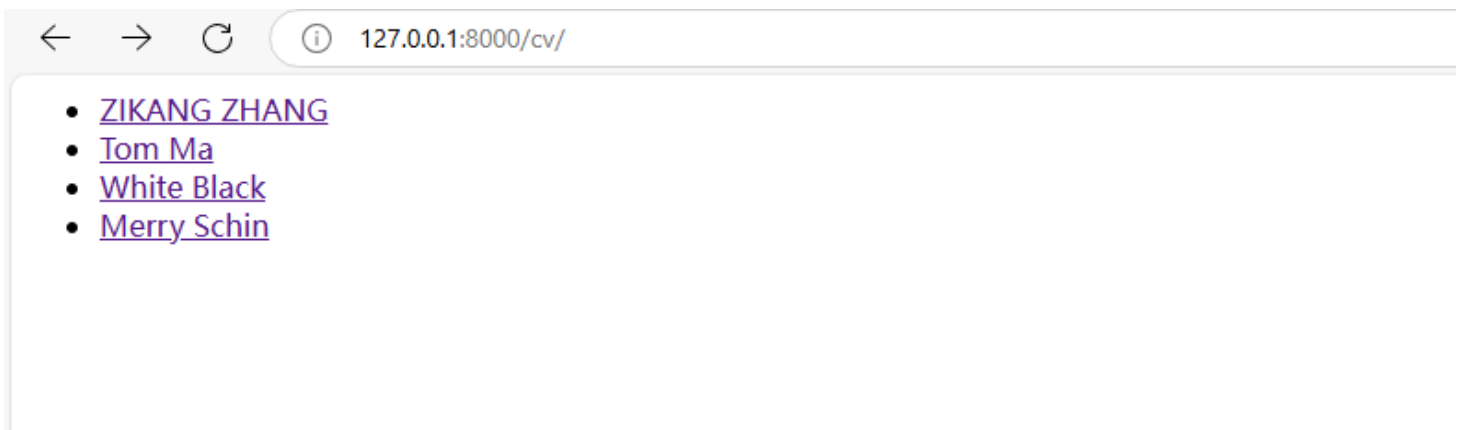 127.0.0.1:8000/cv/
ZIKANG ZHANG
Tom Ma
White Black
Merry Schin